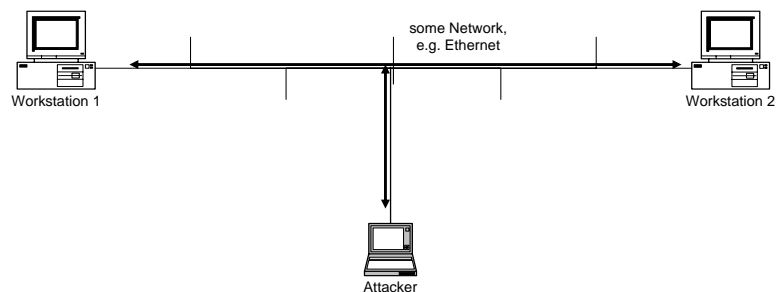 some Network,
e.g. Ethernet
Workstation 1
Workstation 2
Attacker